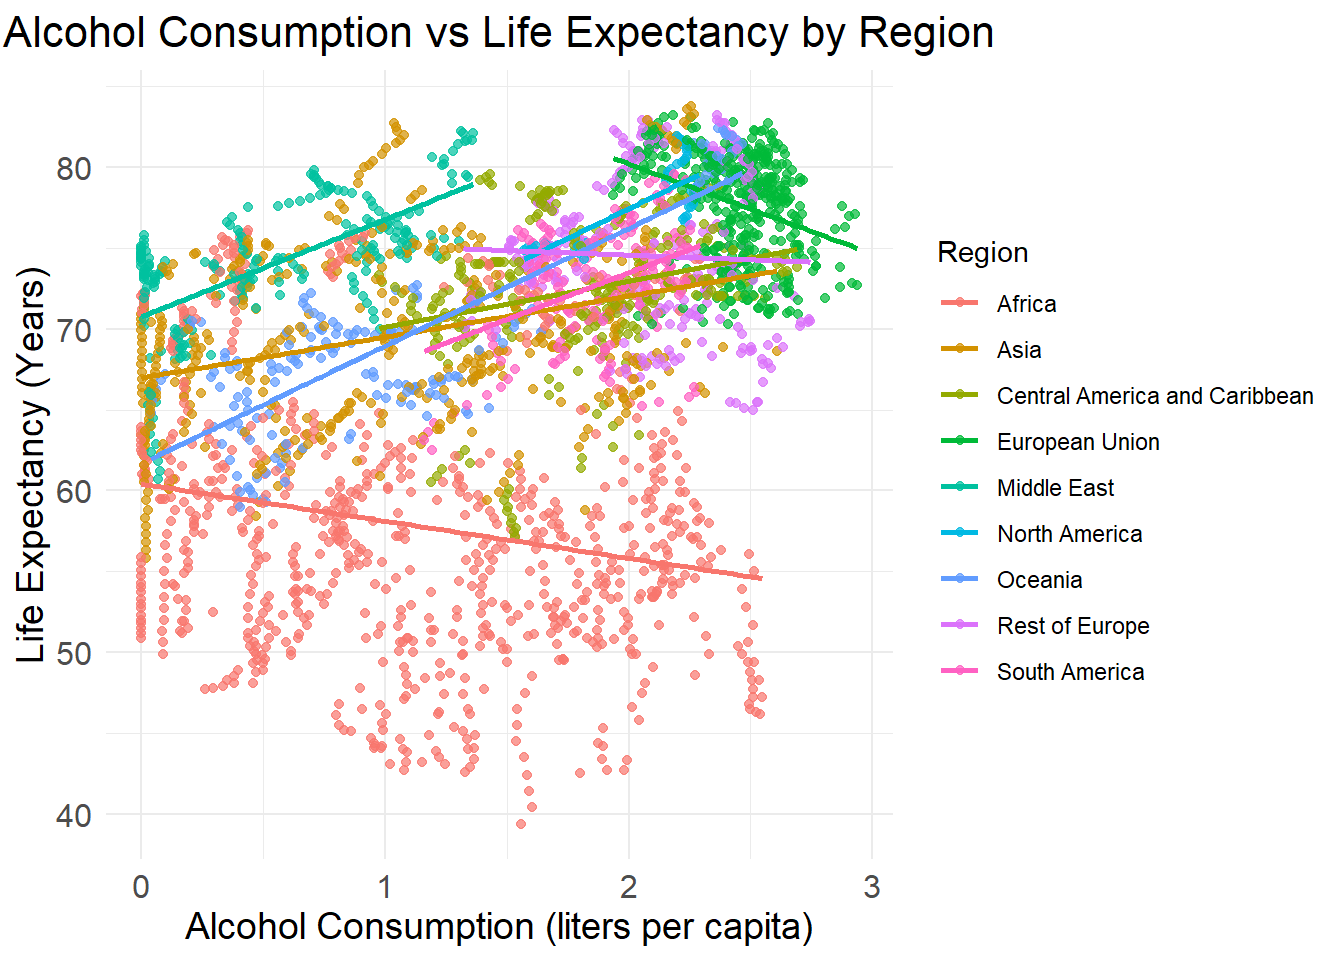 Alcohol Consumption vs Life Expectancy by Region
Life Expectancy (Years)
80
70
60
50
40
0 1 2 3
Alcohol Consumption (liters per capita)
Region
Africa
Asia
Central America and Caribbean
European Union
Middle East
North America
Oceania
Rest of Europe
South America